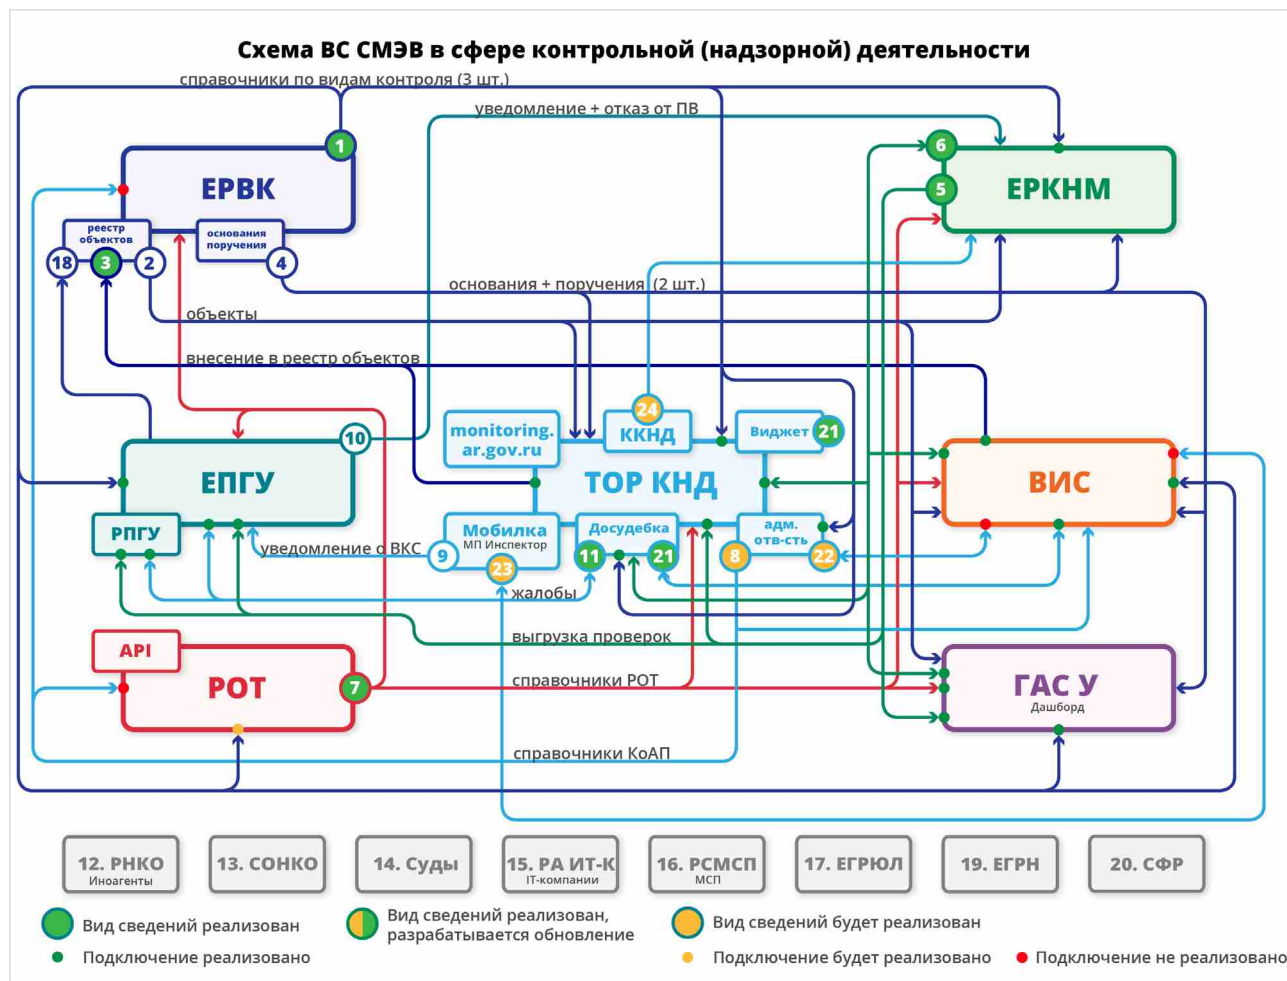 Схема ВС СМЭВ в сфере контрольной (надзорной) деятельности
справочники по видам контроля (3 шт.)
уведомление + отказ от ПВ
1
6
ЕРВК
5
ЕРКНМ
реестр
объектов
основания
поручения
18
3
2
4
основания + поручения (2 шт.)
объекты
внесение в реестр объектов
24
10
monitoring.
ar.gov.ru
ККНД
Виджет
21
ЕПГУ
ТОР КНД
ВИС
РПГУ
Мобилка
МП Инспектор
Досудебка
адм.
отв-сть
уведомление о ВКС
9
23
11
21
8
22
жалобы
выгрузка проверок
API
РОТ
7
справочники РОТ
ГАС У
Дашборд
справочники КоАП
12. РНКО
Иноагенты
13. СОНКО
14. Суды
15. РА ИТ-К
IT-компании
16. РСМСП
МСП
17. ЕГРЮЛ
19. ЕГРН
20. СФР
Вид сведений реализован
Вид сведений реализован,
разрабатывается обновление
Вид сведений будет реализован
Подключение реализовано
Подключение будет реализовано
Подключение не реализовано